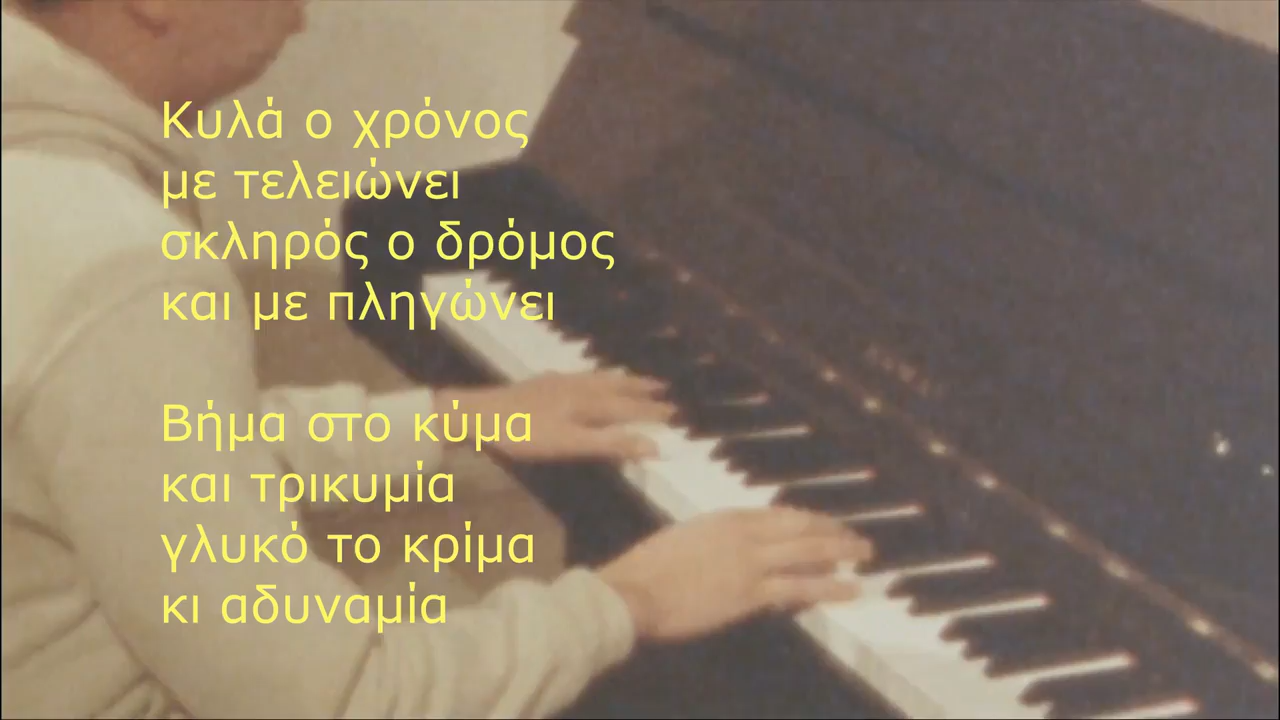 Κυλά ο χρόνος
με τελειώνει
σκληρός ο δρόμος
και με πληγώνει
Βήμα στο κύμα
και τρικυμία
γλυκό το κρίμα
κι αδυναμία